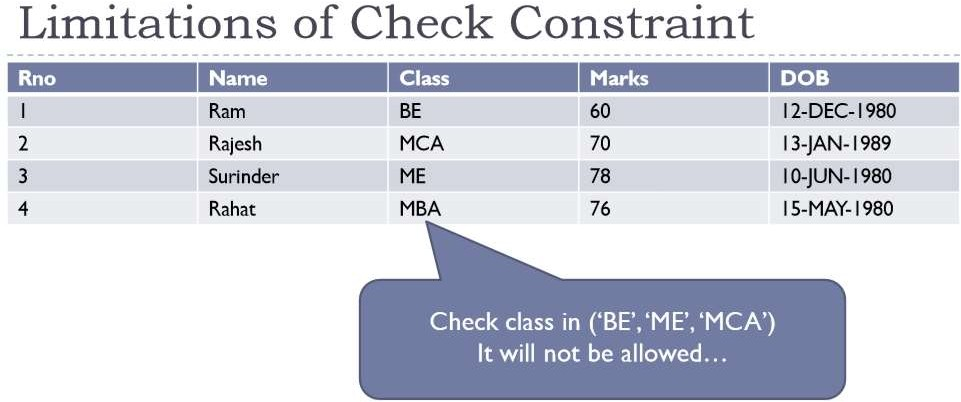 Limitations of Check Constraint
Rno Name Class Marks DOB
1 Ram BE 60 12-DEC-1980
2 Rajesh MCA 70 13-JAN-1989
3 Surinder ME 78 10-JUN-1980
4 Rahat MBA 76 15-MAY-1980
Check class in (‘BE’, ‘ME’, ‘MCA’)
It will not be allowed…